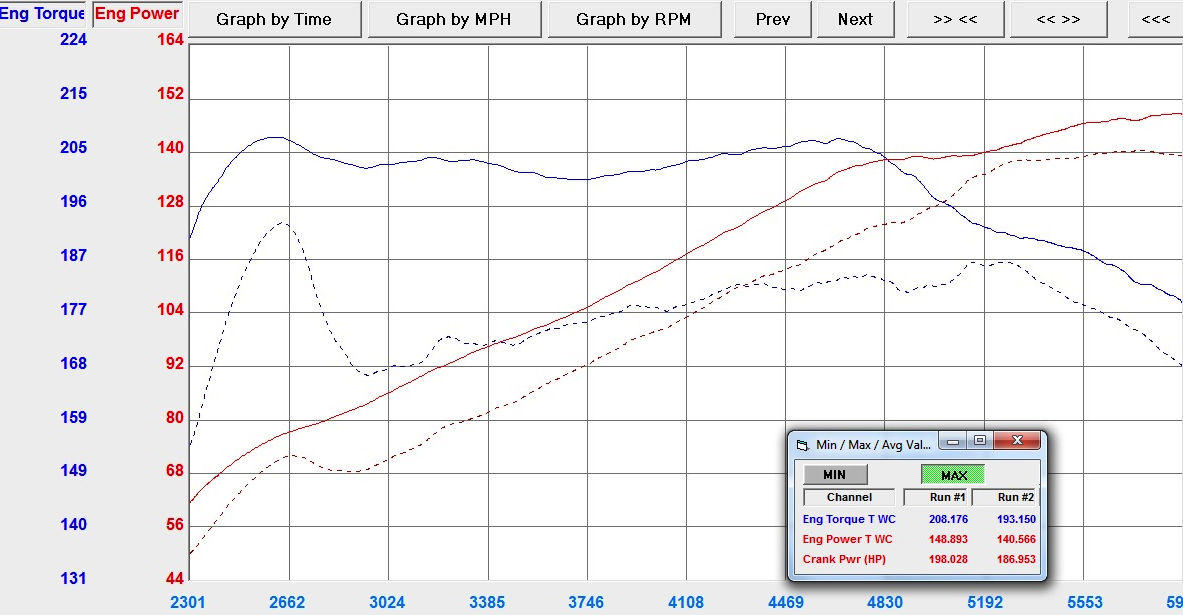 Eng Torque Eng Power Graph by Time Graph by MPH Graph by RPM Prev Next >> << << >> <<<
224 164
215 152
205 140
196 128
187 116
177 104
168 92
159 80
149 68
140 56
131 44
2301 2662 3024 3385 3746 4108 4469 4830 5192 5553 59
Min / Max / Avg Val...
MIN MAX
Channel Run #1 Run #2
Eng Torque T WC 208.176 193.150
Eng Power T WC 148.893 140.566
Crank Pwr (HP) 198.028 186.953